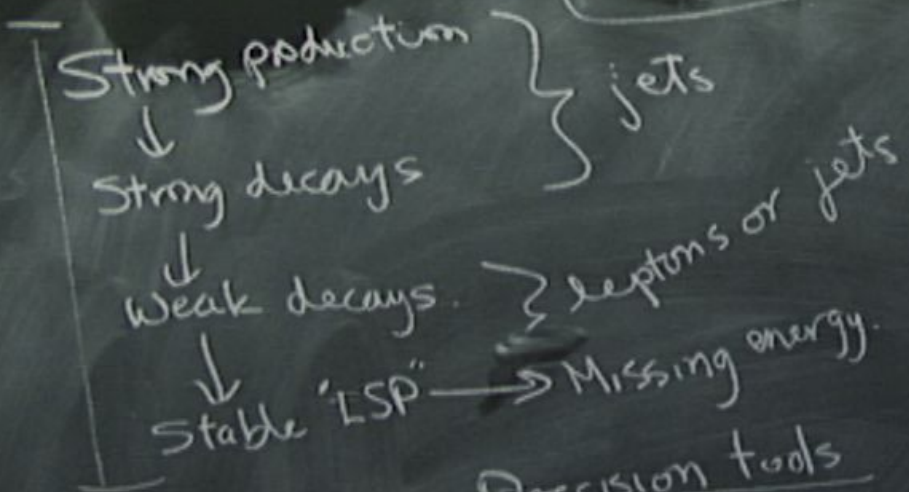 Strong production } jets
↓
Strong decays
↓
Weak decays. } leptons or jets
↓
Stable "LSP" → Missing energy.
Precision tools